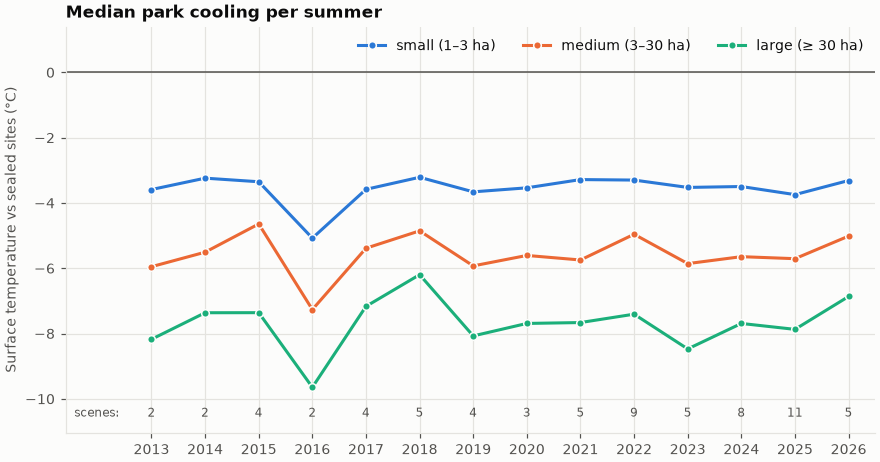 Median park cooling per summer
small (1–3 ha) medium (3–30 ha) large (≥ 30 ha)
Surface temperature vs sealed sites (°C)
0
−2
−4
−6
−8
−10
scenes: 2 2 4 2 4 5 4 3 5 9 5 8 11 5
2013 2014 2015 2016 2017 2018 2019 2020 2021 2022 2023 2024 2025 2026